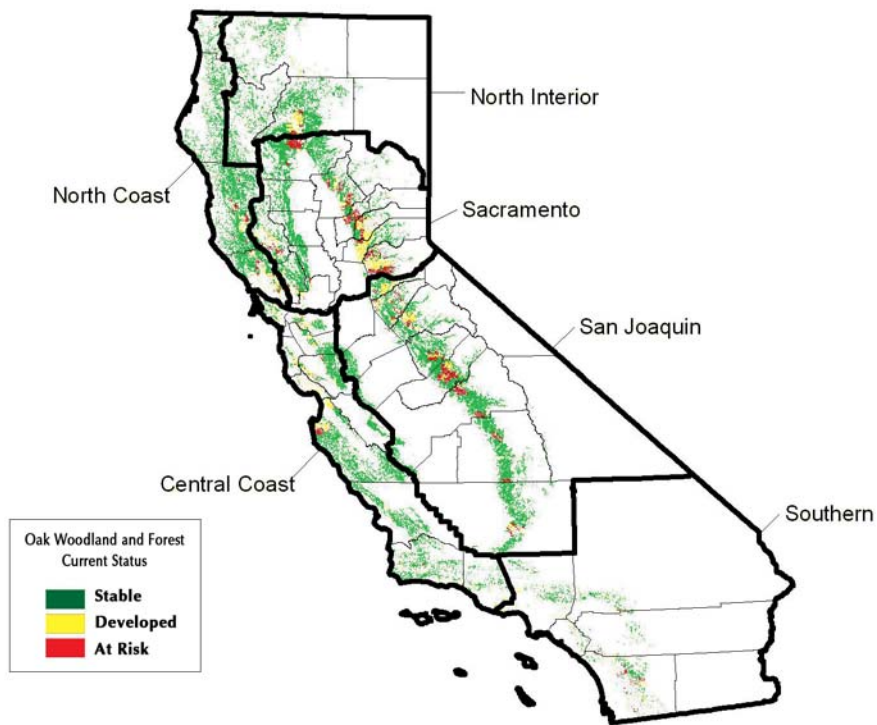 North Interior
North Coast
Sacramento
San Joaquin
Central Coast
Southern
Oak Woodland and Forest
Current Status
Stable
Developed
At Risk